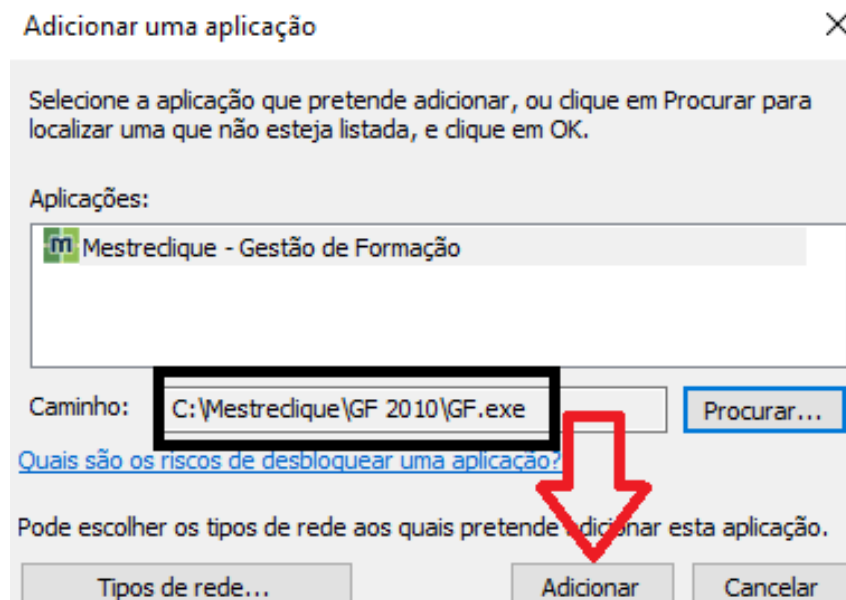 Adicionar uma aplicação
Selecione a aplicação que pretende adicionar, ou clique em Procurar para
localizar uma que não esteja listada, e clique em OK.
Aplicações:
m Mestreclique - Gestão de Formação
Caminho: C:\Mestreclique\GF 2010\GF.exe Procurar...
Quais são os riscos de desbloquear uma aplicação?
Pode escolher os tipos de rede aos quais pretende adicionar esta aplicação.
Tipos de rede... Adicionar Cancelar